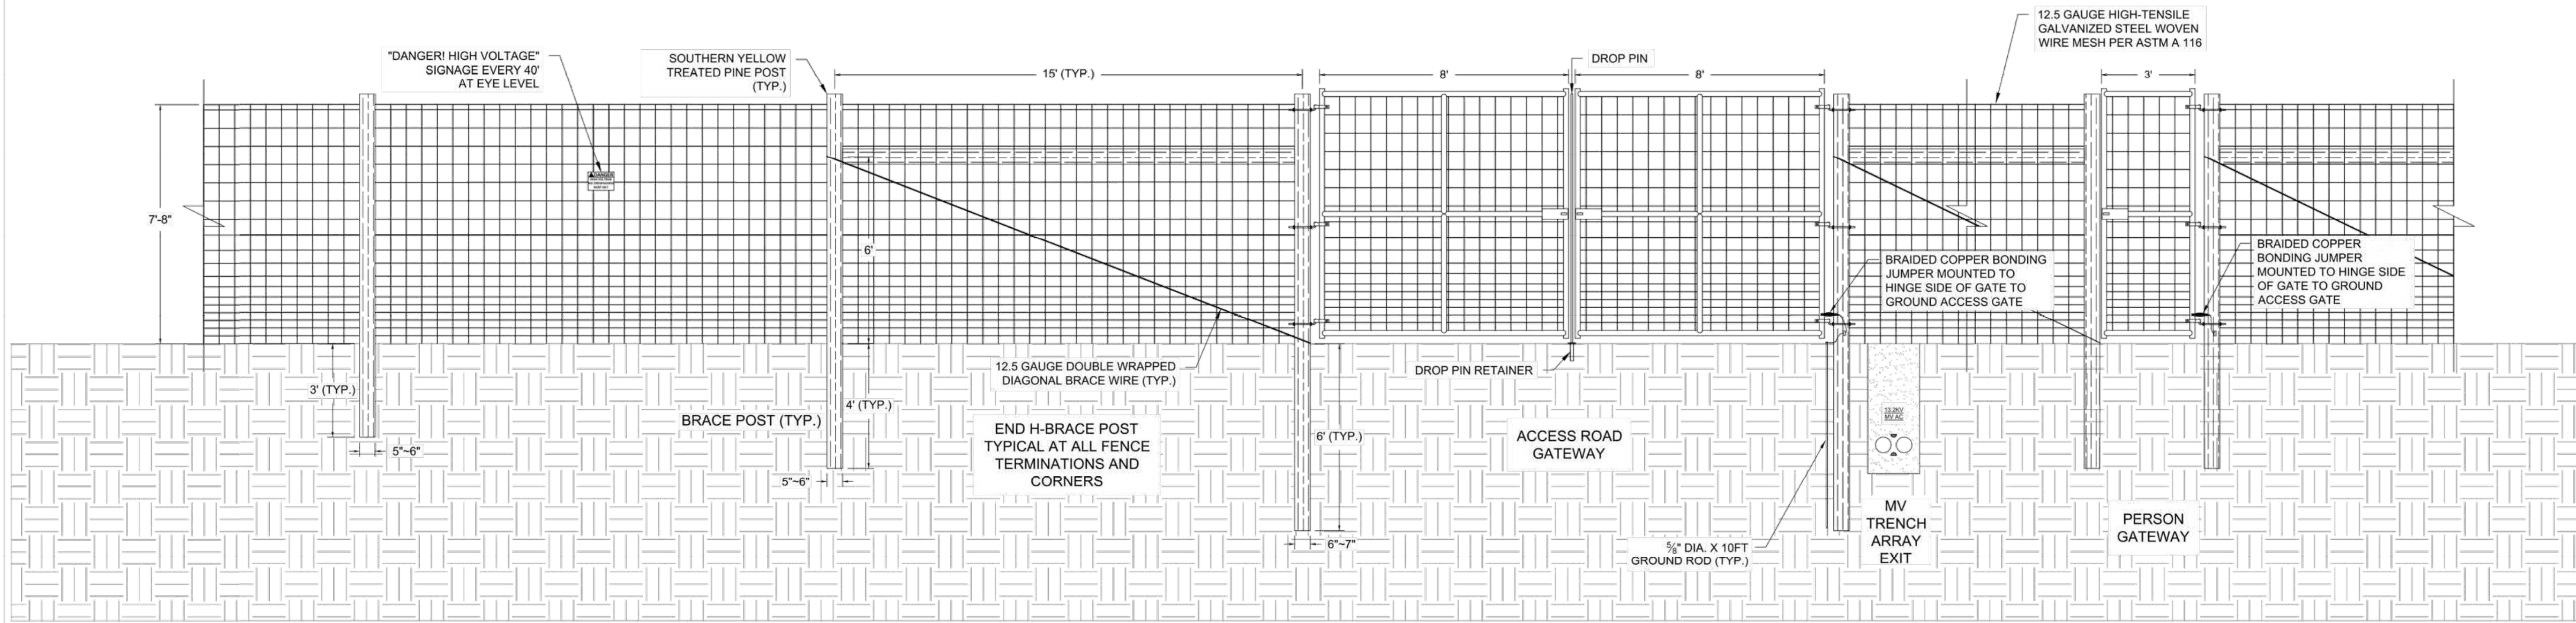 "DANGER! HIGH VOLTAGE"
SIGNAGE EVERY 40'
AT EYE LEVEL
SOUTHERN YELLOW
TREATED PINE POST
(TYP.)
15' (TYP.)
8'
DROP PIN
8'
12.5 GAUGE HIGH-TENSILE
GALVANIZED STEEL WOVEN
WIRE MESH PER ASTM A 116
3'
DANGER
7'-8"
6'
BRAIDED COPPER BONDING
JUMPER MOUNTED TO
HINGE SIDE OF GATE TO
GROUND ACCESS GATE
BRAIDED COPPER
BONDING JUMPER
MOUNTED TO HINGE SIDE
OF GATE TO GROUND
ACCESS GATE
3' (TYP.)
5"~6"
BRACE POST (TYP.)
4' (TYP.)
5"~6"
12.5 GAUGE DOUBLE WRAPPED
DIAGONAL BRACE WIRE (TYP.)
END H-BRACE POST
TYPICAL AT ALL FENCE
TERMINATIONS AND
CORNERS
6' (TYP.)
6"~7"
DROP PIN RETAINER
ACCESS ROAD
GATEWAY
⅝" DIA. X 10FT
GROUND ROD (TYP.)
13.2KV
MV AC
MV
TRENCH
ARRAY
EXIT
PERSON
GATEWAY